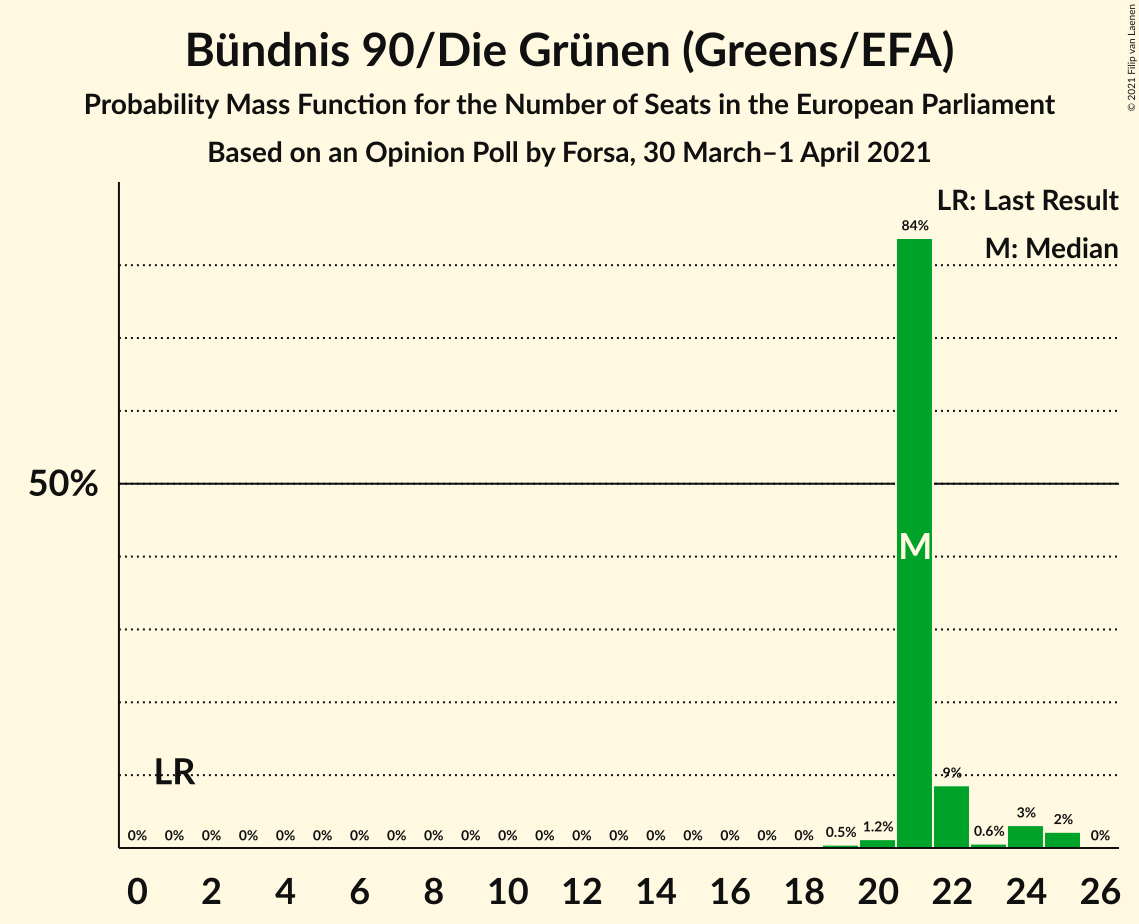 Bündnis 90/Die Grünen (Greens/EFA)
Probability Mass Function for the Number of Seats in the European Parliament
Based on an Opinion Poll by Forsa, 30 March–1 April 2021
© 2021 Filip van Laenen
LR: Last Result
M: Median
84%
50%
M
LR
0% 0% 0% 0% 0% 0% 0% 0% 0% 0% 0% 0% 0% 0% 0% 0% 0% 0% 0% 0.5% 1.2% 9% 0.6% 3% 2% 0%
0 2 4 6 8 10 12 14 16 18 20 22 24 26